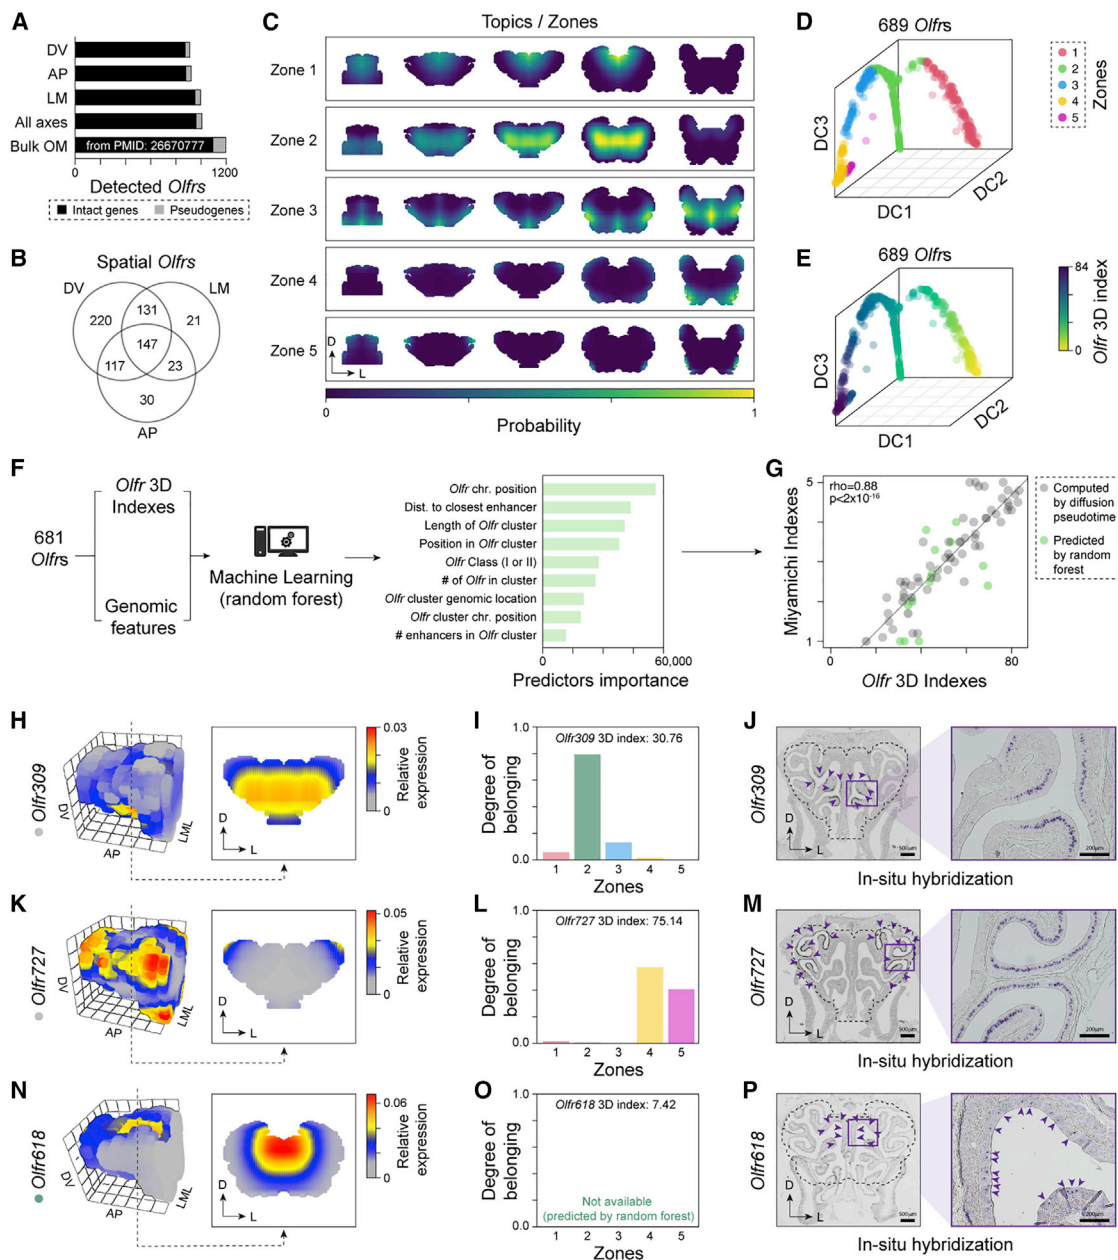 A
DV
AP
LM
All axes
Bulk OM
from PMID: 26670777
0
1200
Detected Olfrs
Intact genes
Pseudogenes
B
Spatial Olfrs
DV
LM
220
131
21
147
117
23
30
AP
C
Topics / Zones
Zone 1
Zone 2
Zone 3
Zone 4
Zone 5
D
L
0
1
Probability
D
689 Olfrs
DC3
DC1
DC2
1
2
3
4
5
Zones
E
689 Olfrs
DC3
DC1
DC2
84
0
Olfr 3D index
F
681
Olfrs
Olfr 3D
Indexes
Genomic
features
Machine Learning
(random forest)
Olfr chr. position
Dist. to closest enhancer
Length of Olfr cluster
Position in Olfr cluster
Olfr Class (I or II)
# of Olfr in cluster
Olfr cluster genomic location
Olfr cluster chr. position
# enhancers in Olfr cluster
0
60,000
Predictors importance
G
Miyamichi Indexes
5
1
rho=0.88
p<2x10-16
0
80
Olfr 3D Indexes
Computed
by diffusion
pseudotime
Predicted
by random
forest
H
Olfr309
DV
AP
LML
D
L
0.03
0
Relative
expression
I
Degree of
belonging
1.0
0.0
Olfr309 3D index: 30.76
1 2 3 4 5
Zones
J
Olfr309
D
L
500µm
200µm
In-situ hybridization
K
Olfr727
DV
AP
LML
D
L
0.05
0
Relative
expression
L
Degree of
belonging
1.0
0.0
Olfr727 3D index: 75.14
1 2 3 4 5
Zones
M
Olfr727
D
L
500µm
200µm
In-situ hybridization
N
Olfr618
DV
AP
LML
D
L
0.06
0
Relative
expression
O
Degree of
belonging
1.0
0.0
Olfr618 3D index: 7.42
Not available
(predicted by random forest)
1 2 3 4 5
Zones
P
Olfr618
D
L
500µm
200µm
In-situ hybridization